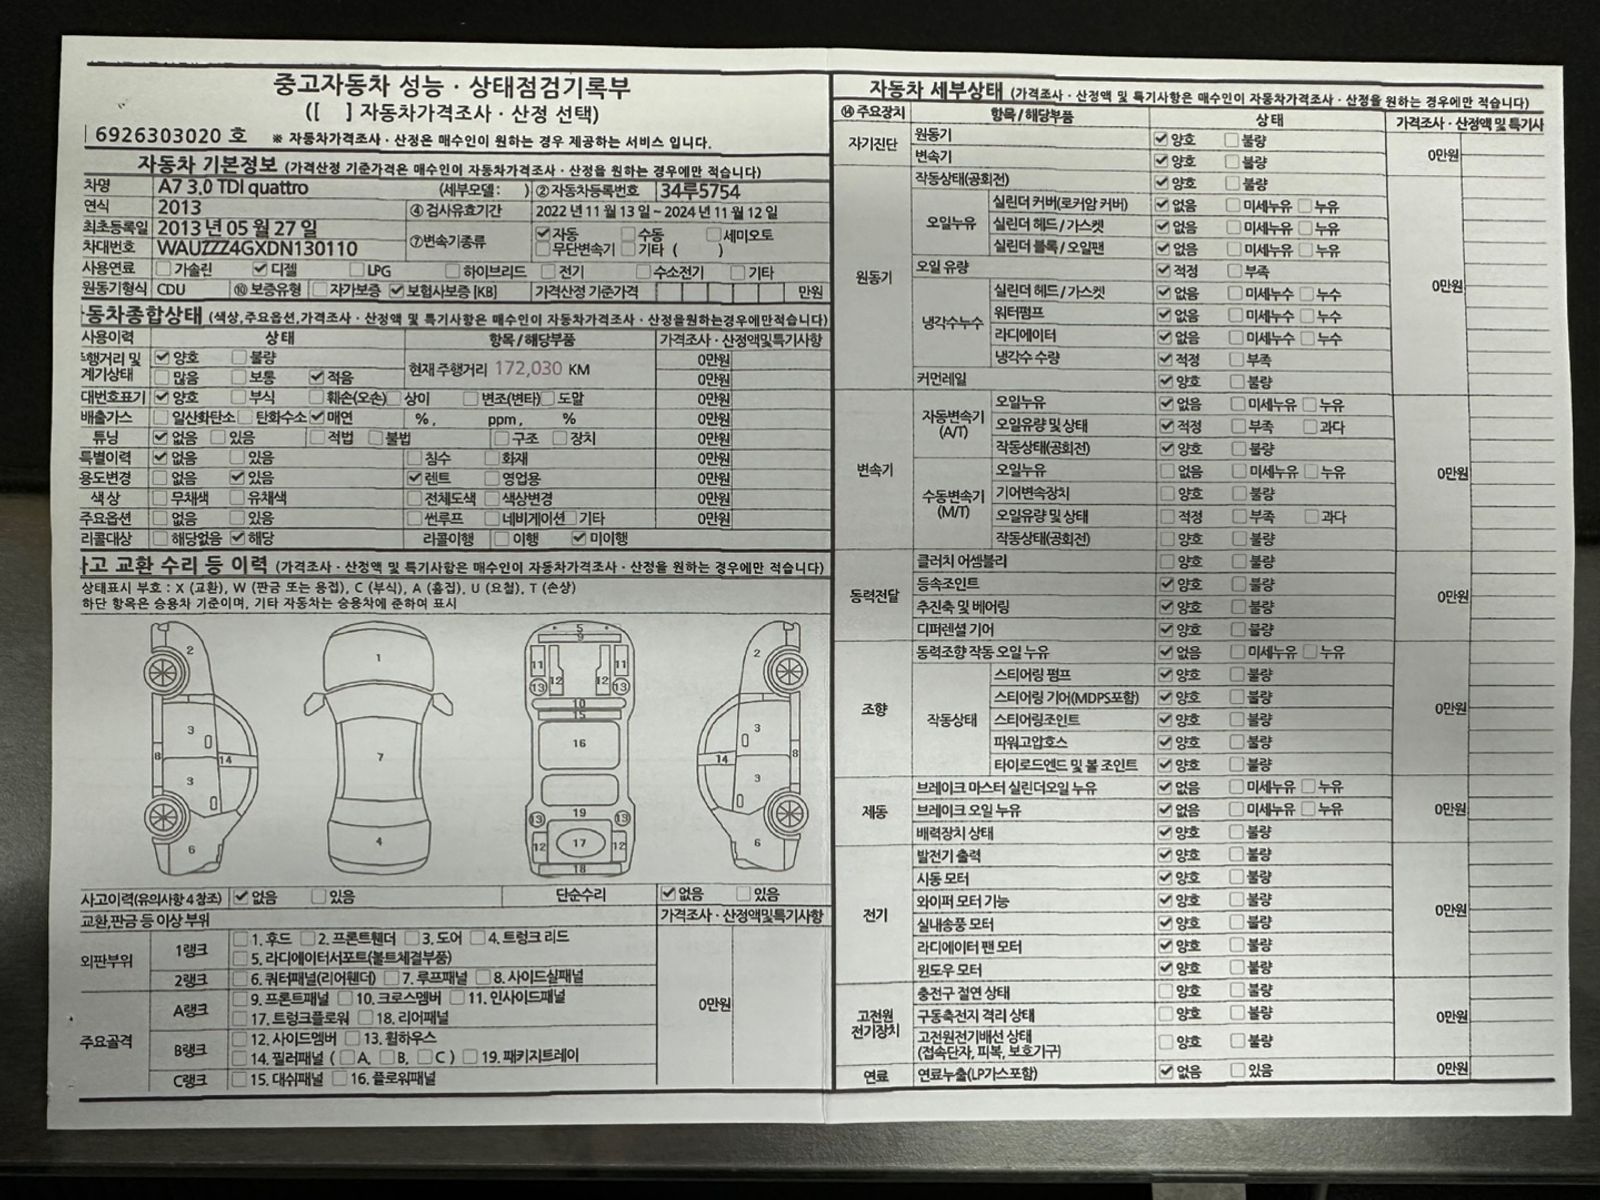 중고자동차 성능 · 상태점검기록부
([ ] 자동차가격조사 · 산정 선택)
6926303020 호 ※ 자동차가격조사 · 산정은 매수인이 원하는 경우 제공하는 서비스 입니다.
자동차 기본정보 (가격산정 기준가격은 매수인이 자동차가격조사 · 산정을 원하는 경우에만 적습니다)
차명 A7 3.0 TDI quattro (세부모델 : ) ② 자동차등록번호 34루5754
연식 2013 ④ 검사유효기간 2022 년 11 월 13 일 ~ 2024 년 11 월 12 일
최초등록일 2013 년 05 월 27 일
차대번호 WAUZZZ4GXDN130110
⑦변속기종류 자동 수동 세미오토
무단변속기 기타 ( )
사용연료 가솔린 디젤 LPG 하이브리드 전기 수소전기 기타
원동기형식 CDU ⑩ 보증유형 자가보증 보험사보증 [KB] 가격산정 기준가격 만원
동차종합상태 (색상,주요옵션,가격조사 · 산정액 및 특기사항은 매수인이 자동차가격조사 · 산정을원하는경우에만적습니다)
사용이력 상 태 항목 / 해당부품 가격조사 · 산정액및특기사항
행거리 및 양호 불량 0만원
계기상태 많음 보통 적음 현재 주행거리 172,030 KM 0만원
대번호표기 양호 부식 훼손(오손) 상이 변조(변타) 도말 0만원
배출가스 일산화탄소 탄화수소 매연 % , ppm , % 0만원
튜닝 없음 있음 적법 불법 구조 장치 0만원
특별이력 없음 있음 침수 화재 0만원
용도변경 없음 있음 렌트 영업용 0만원
색 상 무채색 유채색 전체도색 색상변경 0만원
주요옵션 없음 있음 썬루프 네비게이션 기타 0만원
리콜대상 해당없음 해당 리콜이행 이행 미이행
고 교환 수리 등 이력 (가격조사 · 산정액 및 특기사항은 매수인이 자동차가격조사 · 산정을 원하는 경우에만 적습니다)
상태표시 부호 : X (교환), W (판금 또는 용접), C (부식), A (흠집), U (요철), T (손상)
하단 항목은 승용차 기준이며, 기타 자동차는 승용차에 준하여 표시
2 3 8 14 3 6
1 7 4
5 9 11 11 12 12 13 13 10 15 16 19 13 13 12 17 12 18
2 3 8 14 3 6
사고이력(유의사항 4 참조) 없음 있음 단순수리 없음 있음
교환,판금 등 이상 부위 가격조사 · 산정액및특기사항
외판부위 1랭크 1. 후드 2. 프론트휀더 3. 도어 4. 트렁크 리드
5. 라디에이터서포트(볼트체결부품)
2랭크 6. 쿼터패널(리어휀더) 7. 루프패널 8. 사이드실패널
주요골격 A랭크 9. 프론트패널 10. 크로스멤버 11. 인사이드패널
17. 트렁크플로워 18. 리어패널
0만원
B랭크 12. 사이드멤버 13. 휠하우스
14. 필러패널 ( A, B, C ) 19. 패키지트레이
C랭크 15. 대쉬패널 16. 플로워패널
자동차 세부상태 (가격조사 · 산정액 및 특기사항은 매수인이 자동차가격조사 · 산정을 원하는 경우에만 적습니다)
⑭ 주요장치 항목 / 해당부품 상 태 가격조사 · 산정액 및 특기사
자기진단 원동기 양호 불량 0만원
변속기 양호 불량
원동기 작동상태(공회전) 양호 불량 0만원
오일누유 실린더 커버(로커암 커버) 없음 미세누유 누유
실린더 헤드 / 가스켓 없음 미세누유 누유
실린더 블록 / 오일팬 없음 미세누유 누유
오일 유량 적정 부족
냉각수누수 실린더 헤드 / 가스켓 없음 미세누수 누수
워터펌프 없음 미세누수 누수
라디에이터 없음 미세누수 누수
냉각수 수량 적정 부족
커먼레일 양호 불량
변속기 자동변속기 (A/T) 오일누유 없음 미세누유 누유 0만원
오일유량 및 상태 적정 부족 과다
작동상태(공회전) 양호 불량
수동변속기 (M/T) 오일누유 없음 미세누유 누유
기어변속장치 양호 불량
오일유량 및 상태 적정 부족 과다
작동상태(공회전) 양호 불량
동력전달 클러치 어셈블리 양호 불량 0만원
등속조인트 양호 불량
추진축 및 베어링 양호 불량
디퍼렌셜 기어 양호 불량
조향 동력조향 작동 오일 누유 없음 미세누유 누유 0만원
작동상태 스티어링 펌프 양호 불량
스티어링 기어(MDPS포함) 양호 불량
스티어링조인트 양호 불량
파워고압호스 양호 불량
타이로드엔드 및 볼 조인트 양호 불량
제동 브레이크 마스터 실린더오일 누유 없음 미세누유 누유 0만원
브레이크 오일 누유 없음 미세누유 누유
배력장치 상태 양호 불량
전기 발전기 출력 양호 불량 0만원
시동 모터 양호 불량
와이퍼 모터 기능 양호 불량
실내송풍 모터 양호 불량
라디에이터 팬 모터 양호 불량
윈도우 모터 양호 불량
고전원 전기장치 충전구 절연 상태 양호 불량 0만원
구동축전지 격리 상태 양호 불량
고전원전기배선 상태 양호 불량
(접속단자, 피복, 보호기구)
연료 연료누출(LP가스포함) 없음 있음 0만원